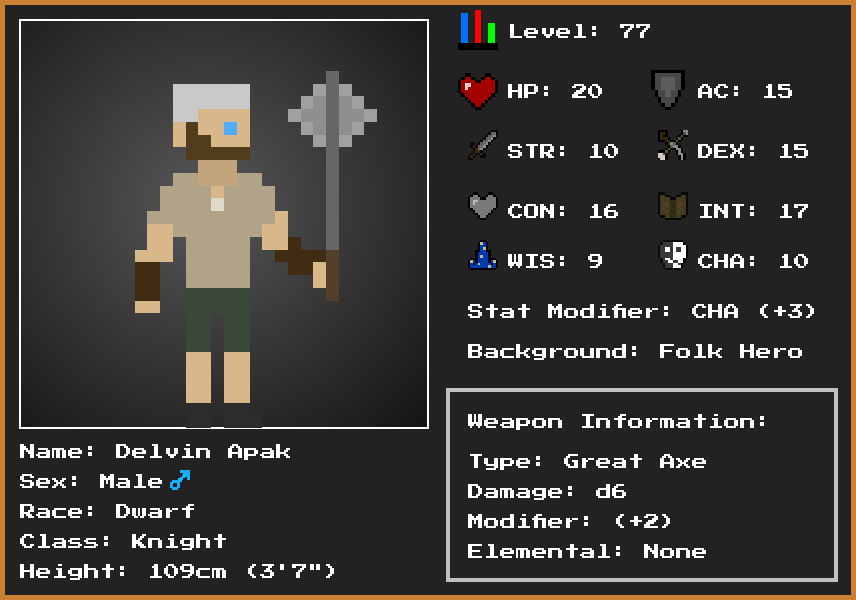 Level: 77
HP: 20
AC: 15
STR: 10
DEX: 15
CON: 16
INT: 17
WIS: 9
CHA: 10
Stat Modifier: CHA (+3)
Background: Folk Hero
Weapon Information:
Type: Great Axe
Damage: d6
Modifier: (+2)
Elemental: None
Name: Delvin Apak
Sex: Male♂
Race: Dwarf
Class: Knight
Height: 109cm (3'7")